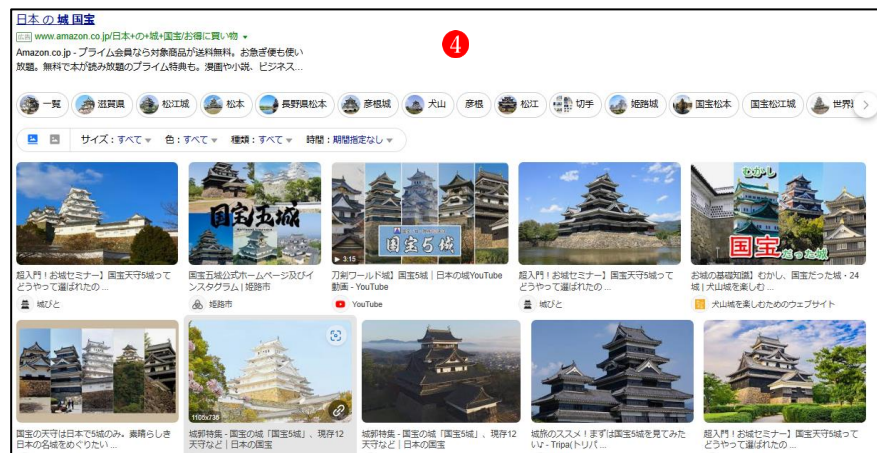 日本 の 城 国宝
広告 www.amazon.co.jp/日本+の+城+国宝/お得に買い物
Amazon.co.jp - プライム会員なら対象商品が送料無料。お急ぎ便も使い
放題。無料で本が読み放題のプライム特典も。漫画や小説、ビジネス...
4
一覧 滋賀県 松江城 松本 長野県松本 彦根城 犬山 彦根 松江 切手 姫路城 国宝松本 国宝松江城 世界
サイズ：すべて 色：すべて 種類：すべて 時間：期間指定なし
国宝五城
国宝5城
3:15
むかし
国宝だった城
超入門！お城セミナー】国宝天守5城って
どうやって選ばれたの ...
城びと
国宝五城公式ホームページ及びイ
ンスタグラム | 姫路市
姫路市
刀剣ワールド城】国宝5城｜日本の城YouTube
動画 - YouTube
YouTube
超入門！お城セミナー】国宝天守5城って
どうやって選ばれたの ...
城びと
お城の基礎知識】むかし、国宝だった城・24
城 | 犬山城を楽しむ ...
犬山城を楽しむためのウェブサイト
1105x736
国宝の天守は日本で5城のみ。素晴らしき
日本の名城をめぐりたい ...
城郭特集 - 国宝の城「国宝5城」、現存12
天守など｜日本の国宝
城郭特集 - 国宝の城「国宝5城」、現存12
天守など｜日本の国宝
城旅のススメ！まずは国宝5城を見てみた
い♪ - Tripa(トリパ ...
超入門！お城セミナー】国宝天守5城って
どうやって選ばれたの ...